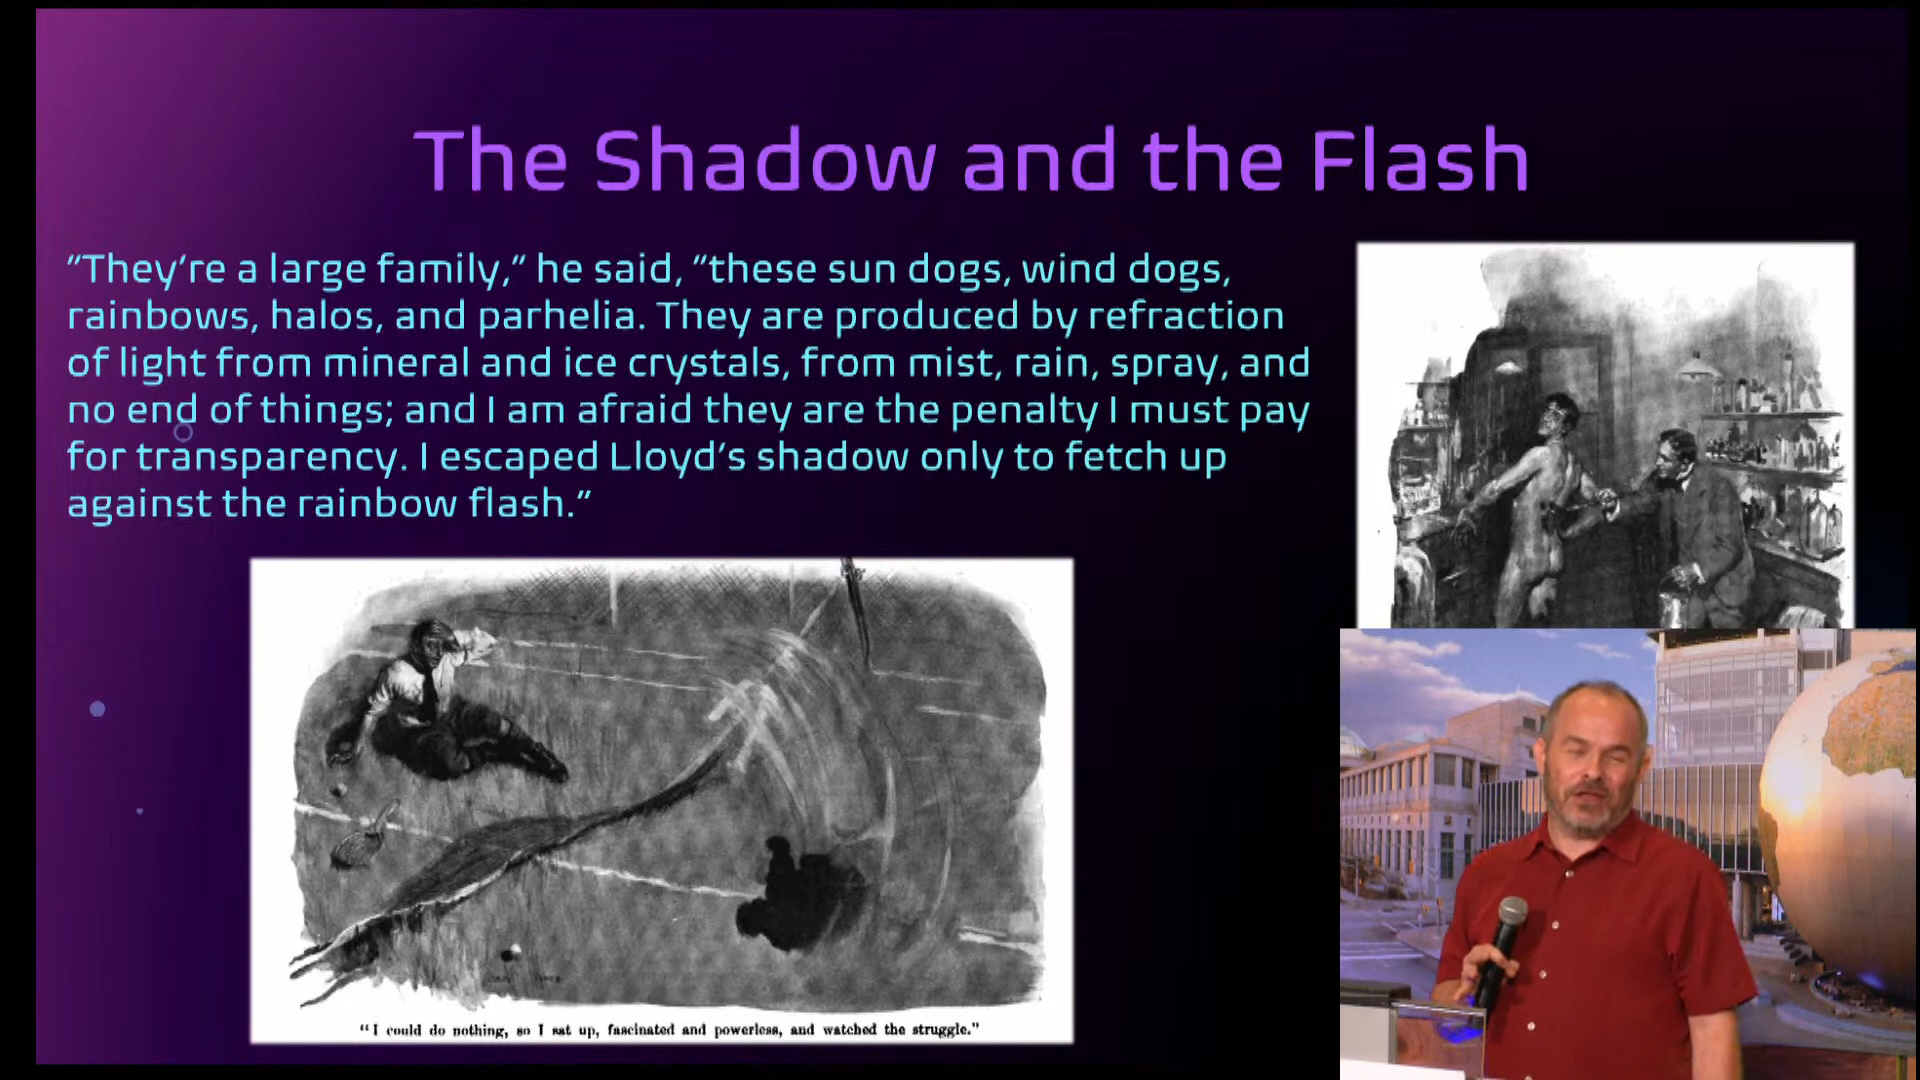 The Shadow and the Flash
"They're a large family," he said, "these sun dogs, wind dogs,
rainbows, halos, and parhelia. They are produced by refraction
of light from mineral and ice crystals, from mist, rain, spray, and
no end of things; and I am afraid they are the penalty I must pay
for transparency. I escaped Lloyd's shadow only to fetch up
against the rainbow flash."
"I could do nothing, so I sat up, fascinated and powerless, and watched the struggle."